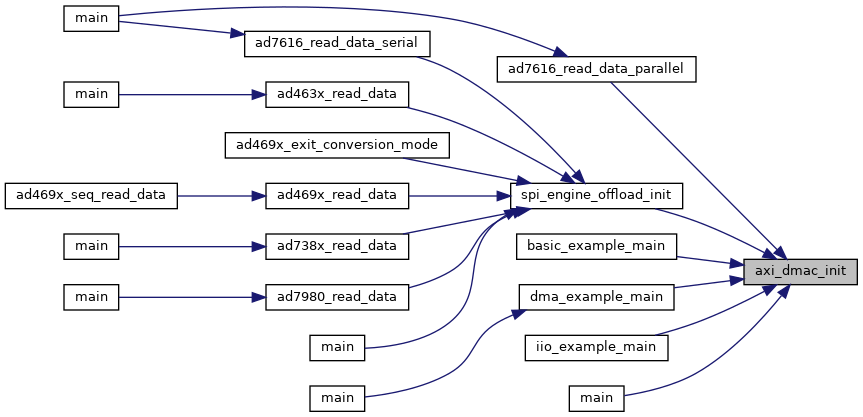 main
ad7616_read_data_serial
ad7616_read_data_parallel
main
ad463x_read_data
ad469x_exit_conversion_mode
ad469x_seq_read_data
ad469x_read_data
spi_engine_offload_init
main
ad738x_read_data
basic_example_main
axi_dmac_init
main
ad7980_read_data
dma_example_main
main
iio_example_main
main
main